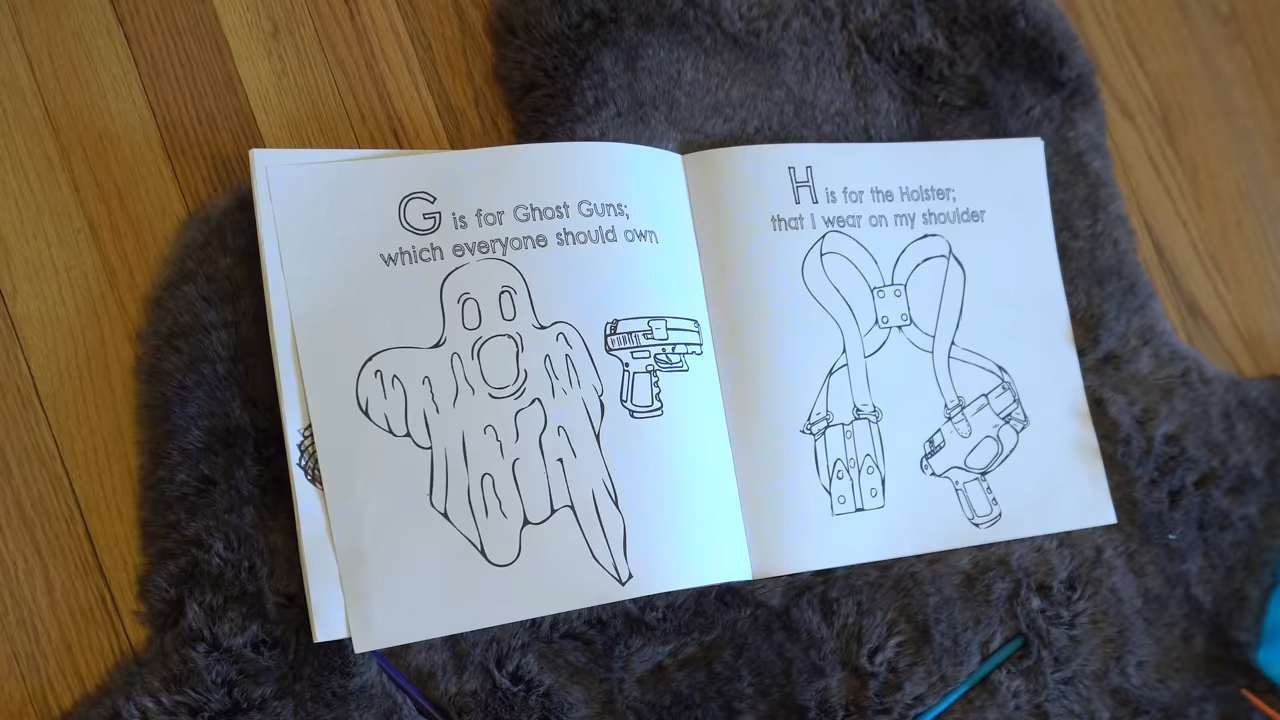 G is for Ghost Guns;
which everyone should own
H is for the Holster;
that I wear on my shoulder